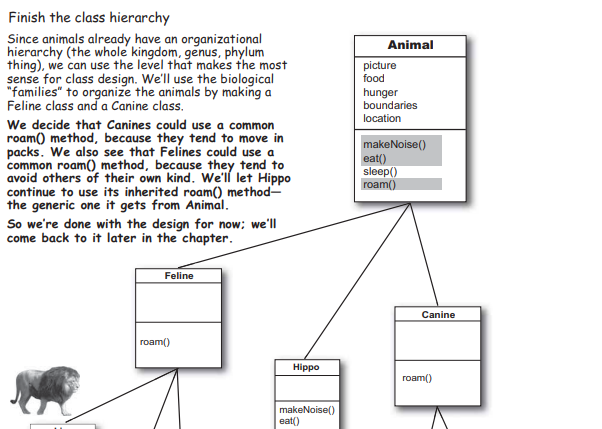 Finish the class hierarchy
Since animals already have an organizational
hierarchy (the whole kingdom, genus, phylum
thing), we can use the level that makes the most
sense for class design. We'll use the biological
"families" to organize the animals by making a
Feline class and a Canine class.
We decide that Canines could use a common
roam() method, because they tend to move in
packs. We also see that Felines could use a
common roam() method, because they tend to
avoid others of their own kind. We'll let Hippo
continue to use its inherited roam() method—
the generic one it gets from Animal.
So we're done with the design for now; we'll
come back to it later in the chapter.
Animal
picture
food
hunger
boundaries
location
makeNoise()
eat()
sleep()
roam()
Feline
roam()
Canine
roam()
Hippo
makeNoise()
eat()